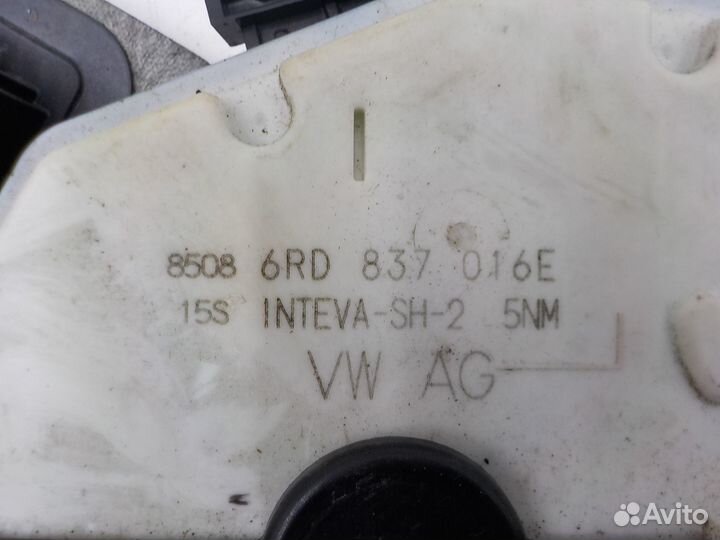 8508 6RD 837 016E
15S INTEVA-SH-2 5NM
VW AG
Avito